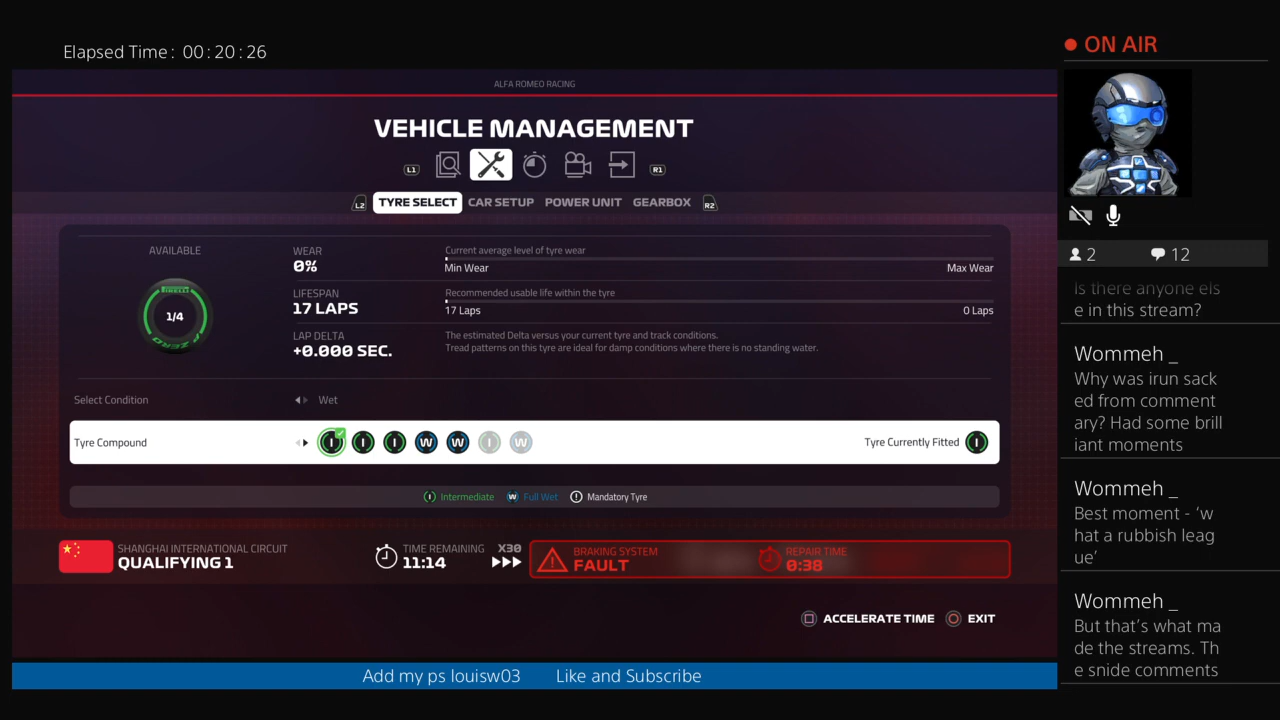 Elapsed Time: 00:20:26
ON AIR
ALFA ROMEO RACING
VEHICLE MANAGEMENT
L1
R1
L2
TYRE SELECT
CAR SETUP
POWER UNIT
GEARBOX
R2
AVAILABLE
PIRELLI
1/4
ZERO
WEAR
0%
Current average level of tyre wear
Min Wear
Max Wear
LIFESPAN
17 LAPS
Recommended usable life within the tyre
17 Laps
0 Laps
LAP DELTA
+0.000 SEC.
The estimated Delta versus your current tyre and track conditions.
Tread patterns on this tyre are ideal for damp conditions where there is no standing water.
Select Condition
Wet
Tyre Compound
I I I W W I W
Tyre Currently Fitted I
I Intermediate W Full Wet ! Mandatory Tyre
SHANGHAI INTERNATIONAL CIRCUIT
QUALIFYING 1
TIME REMAINING
11:14
X30
BRAKING SYSTEM
FAULT
REPAIR TIME
0:38
ACCELERATE TIME
EXIT
Add my ps louisw03 Like and Subscribe
2
12
Is there anyone els
e in this stream?
Wommeh _
Why was irun sack
ed from comment
ary? Had some brill
iant moments
Wommeh _
Best moment - ‘w
hat a rubbish leag
ue’
Wommeh _
But that’s what ma
de the streams. Th
e snide comments